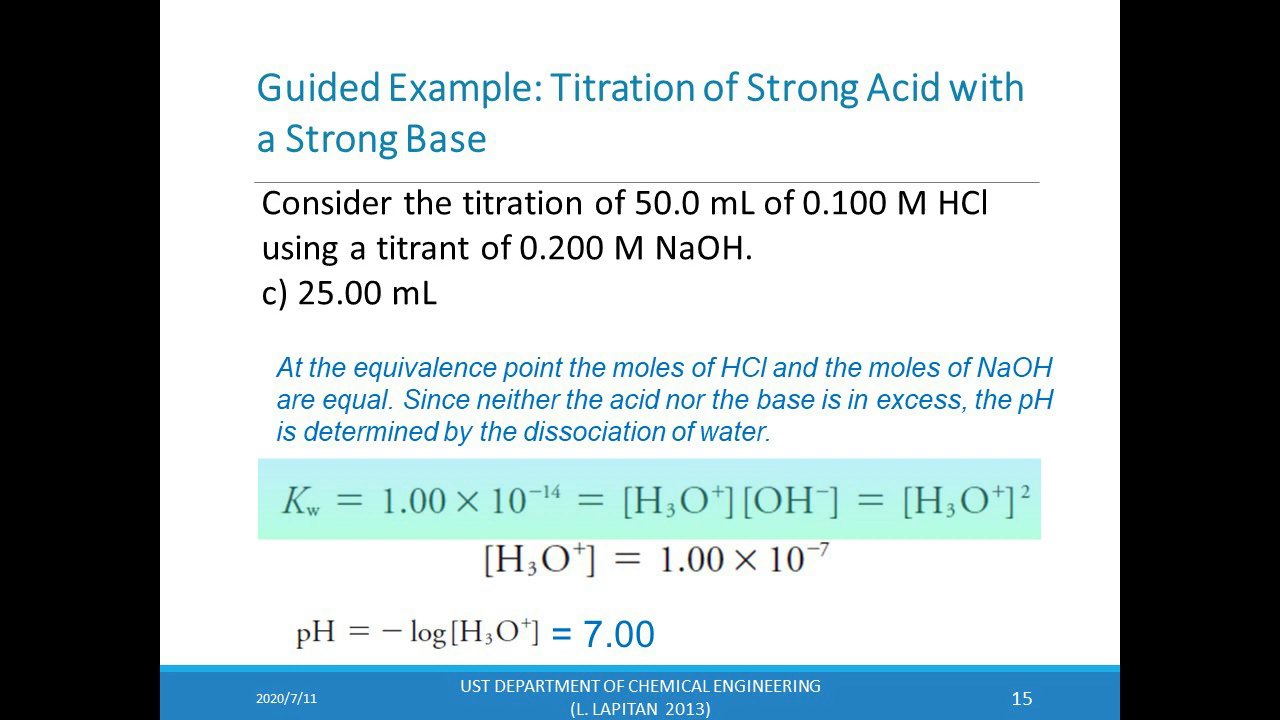 Guided Example: Titration of Strong Acid with
a Strong Base
Consider the titration of 50.0 mL of 0.100 M HCl
using a titrant of 0.200 M NaOH.
c) 25.00 mL
At the equivalence point the moles of HCl and the moles of NaOH
are equal. Since neither the acid nor the base is in excess, the pH
is determined by the dissociation of water.
K_w = 1.00 × 10⁻¹⁴ = [H₃O⁺][OH⁻] = [H₃O⁺]²
[H₃O⁺] = 1.00 × 10⁻⁷
pH = − log[H₃O⁺] = 7.00
2020/7/11
UST DEPARTMENT OF CHEMICAL ENGINEERING
(L. LAPITAN 2013)
15